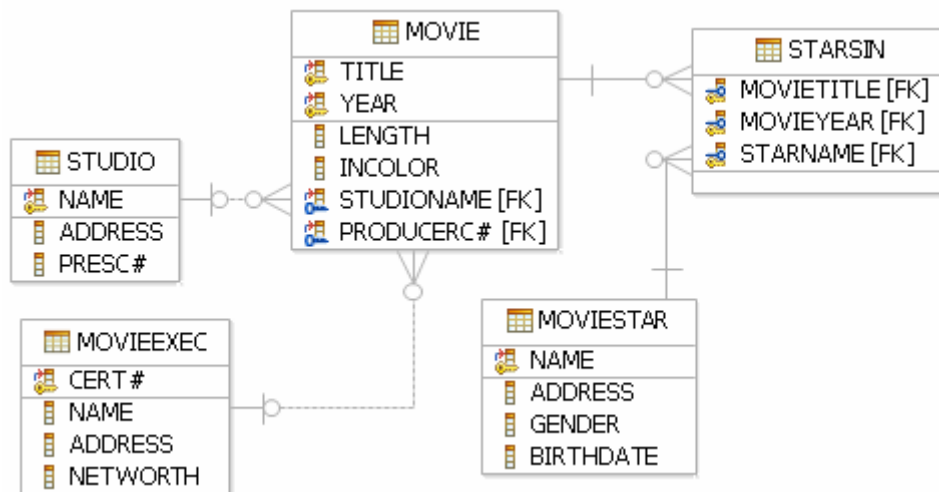 MOVIE
TITLE
YEAR
LENGTH
INCOLOR
STUDIONAME [FK]
PRODUCERC# [FK]
STARSIN
MOVIETITLE [FK]
MOVIEYEAR [FK]
STARNAME [FK]
STUDIO
NAME
ADDRESS
PRESC#
MOVIEEXEC
CERT#
NAME
ADDRESS
NETWORTH
MOVIESTAR
NAME
ADDRESS
GENDER
BIRTHDATE